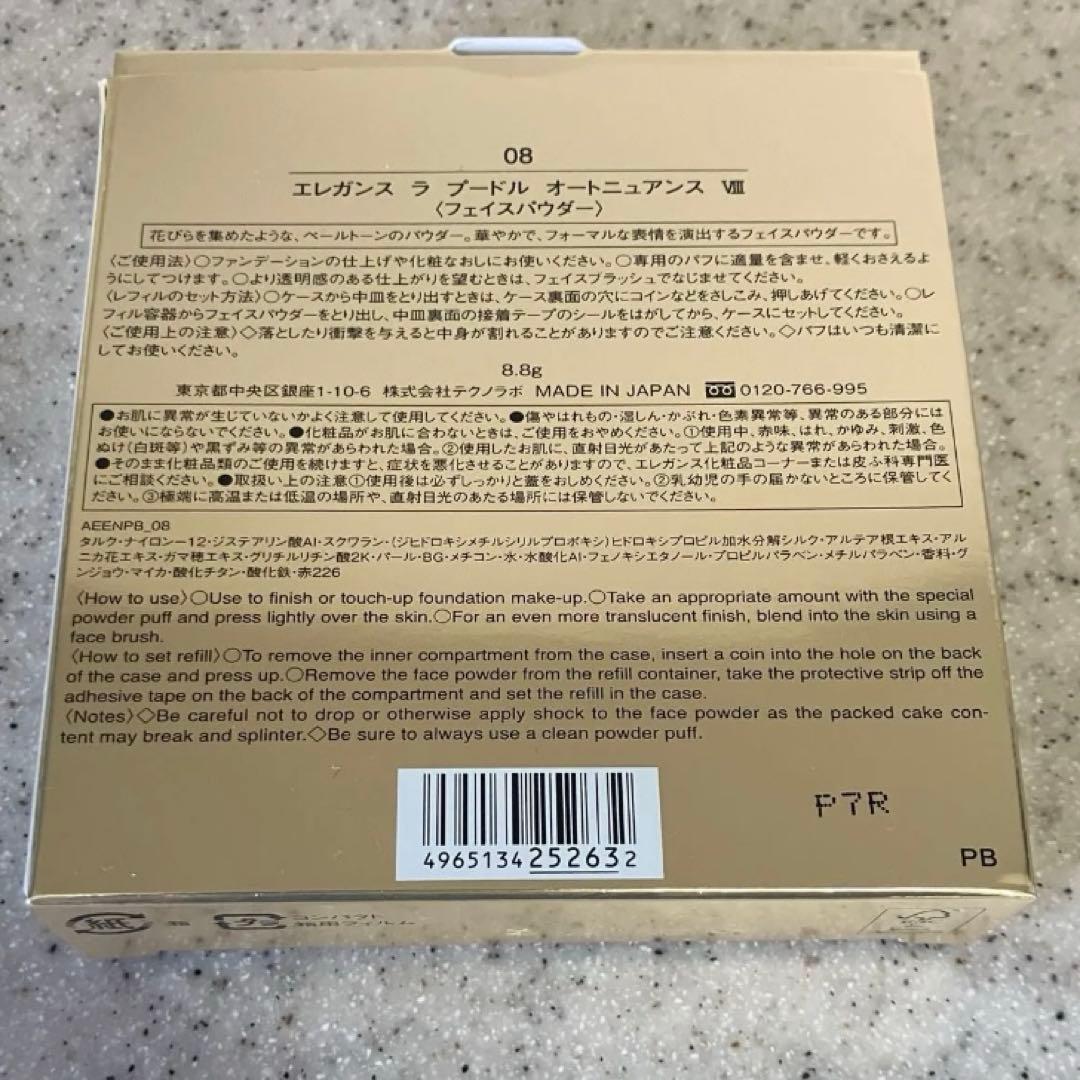 08
エレガンス ラ プードル オートニュアンス Ⅷ
〈フェイスパウダー〉
花びらを集めたような、ペールトーンのパウダー。華やかで、フォーマルな表情を演出するフェイスパウダーです。
〈ご使用法〉○ファンデーションの仕上げや化粧なおしにお使いください。○専用のパフに適量を含ませ、軽くおさえるよ
うにしてつけます。○より透明感のある仕上がりを望むときは、フェイスブラッシュでなじませてください。
〈レフィルのセット方法〉○ケースから中皿をとり出すときは、ケース裏面の穴にコインなどをさしこみ、押しあげてください。○レ
フィル容器からフェイスパウダーをとり出し、中皿裏面の接着テープのシールをはがしてから、ケースにセットしてください。
〈ご使用上の注意〉◇落としたり衝撃を与えると中身が割れることがありますのでご注意ください。◇パフはいつも清潔に
してお使いください。
8.8g
東京都中央区銀座1-10-6 株式会社テクノラボ MADE IN JAPAN 0120-766-995
●お肌に異常が生じていないかよく注意して使用してください。●傷やはれもの・湿しん・かぶれ・色素異常等、異常のある部分には
お使いにならないでください。●化粧品がお肌に合わないときは、ご使用をおやめください。①使用中、赤味、はれ、かゆみ、刺激、色
ぬけ(白斑等)や黒ずみ等の異常があらわれた場合。②使用したお肌に、直射日光があたって上記のような異常があらわれた場合。
●そのまま化粧品類のご使用を続けますと、症状を悪化させることがありますので、エレガンス化粧品コーナーまたは皮ふ科専門医
にご相談ください。●取扱い上の注意①使用後は必ずしっかりと蓋をおしめください。②乳幼児の手の届かないところに保管してく
ださい。③極端に高温または低温の場所や、直射日光のあたる場所には保管しないでください。
AEENPB_08
タルク・ナイロン-12・ジステアリン酸Al・スクワラン・(ジヒドロキシメチルシリルプロポキシ)ヒドロキシプロピル加水分解シルク・アルテア根エキス・アル
ニカ花エキス・ガマ穂エキス・グリチルリチン酸2K・パール・BG・メチコン・水・水酸化Al・フェノキシエタノール・プロピルパラベン・メチルパラベン・香料・グ
ンジョウ・マイカ・酸化チタン・酸化鉄・赤226
〈How to use〉○Use to finish or touch-up foundation make-up.○Take an appropriate amount with the special
powder puff and press lightly over the skin.○For an even more translucent finish, blend into the skin using a
face brush.
〈How to set refill〉○To remove the inner compartment from the case, insert a coin into the hole on the back
of the case and press up.○Remove the face powder from the refill container, take the protective strip off the
adhesive tape on the back of the compartment and set the refill in the case.
〈Notes〉◇Be careful not to drop or otherwise apply shock to the face powder as the packed cake con-
tent may break and splinter.◇Be sure to always use a clean powder puff.
P7R
4965134252632
PB
紙 箱 コンパクト